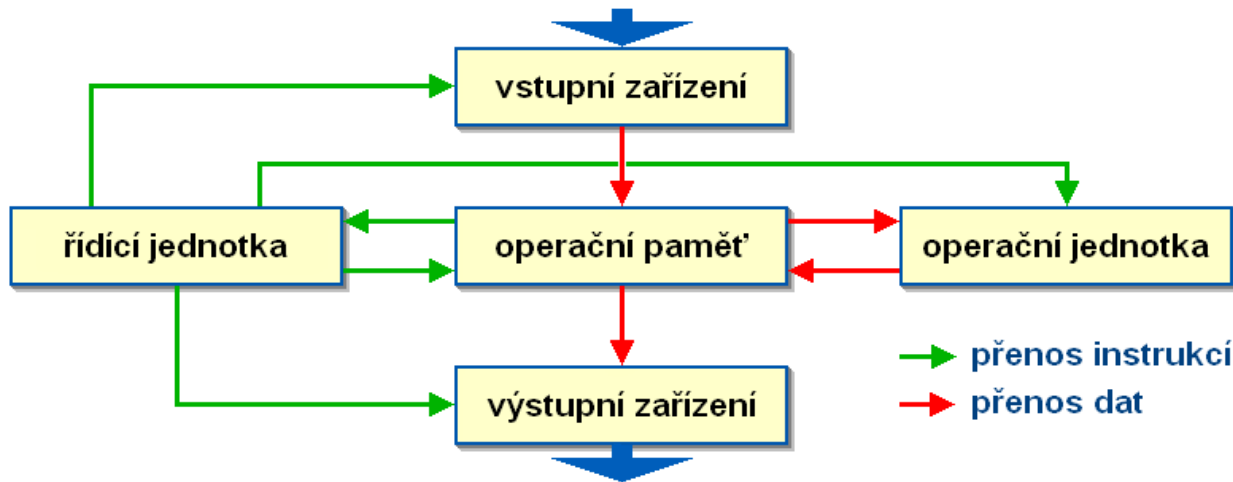 vstupní zařízení
řídící jednotka
operační paměť
operační jednotka
výstupní zařízení
přenos instrukcí
přenos dat